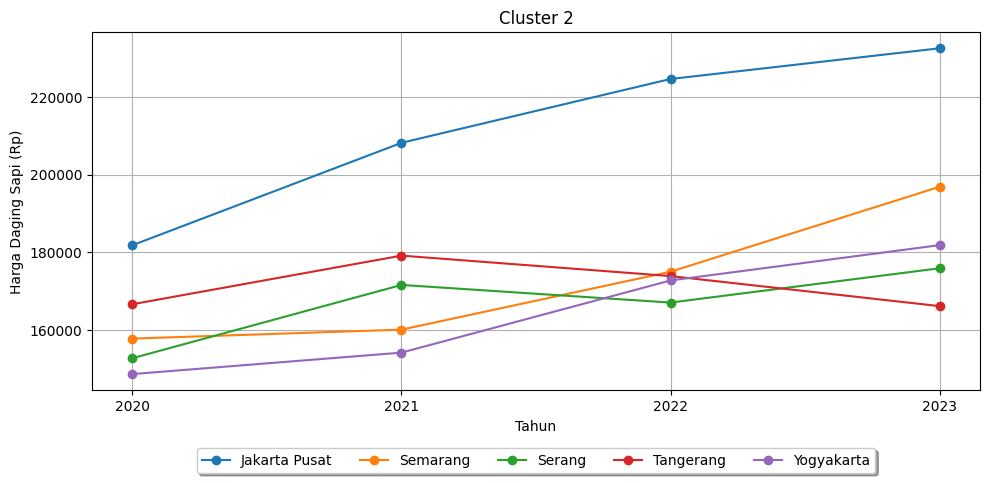 Cluster 2
Harga Daging Sapi (Rp)
220000
200000
180000
160000
2020 2021 2022 2023
Tahun
Jakarta Pusat Semarang Serang Tangerang Yogyakarta